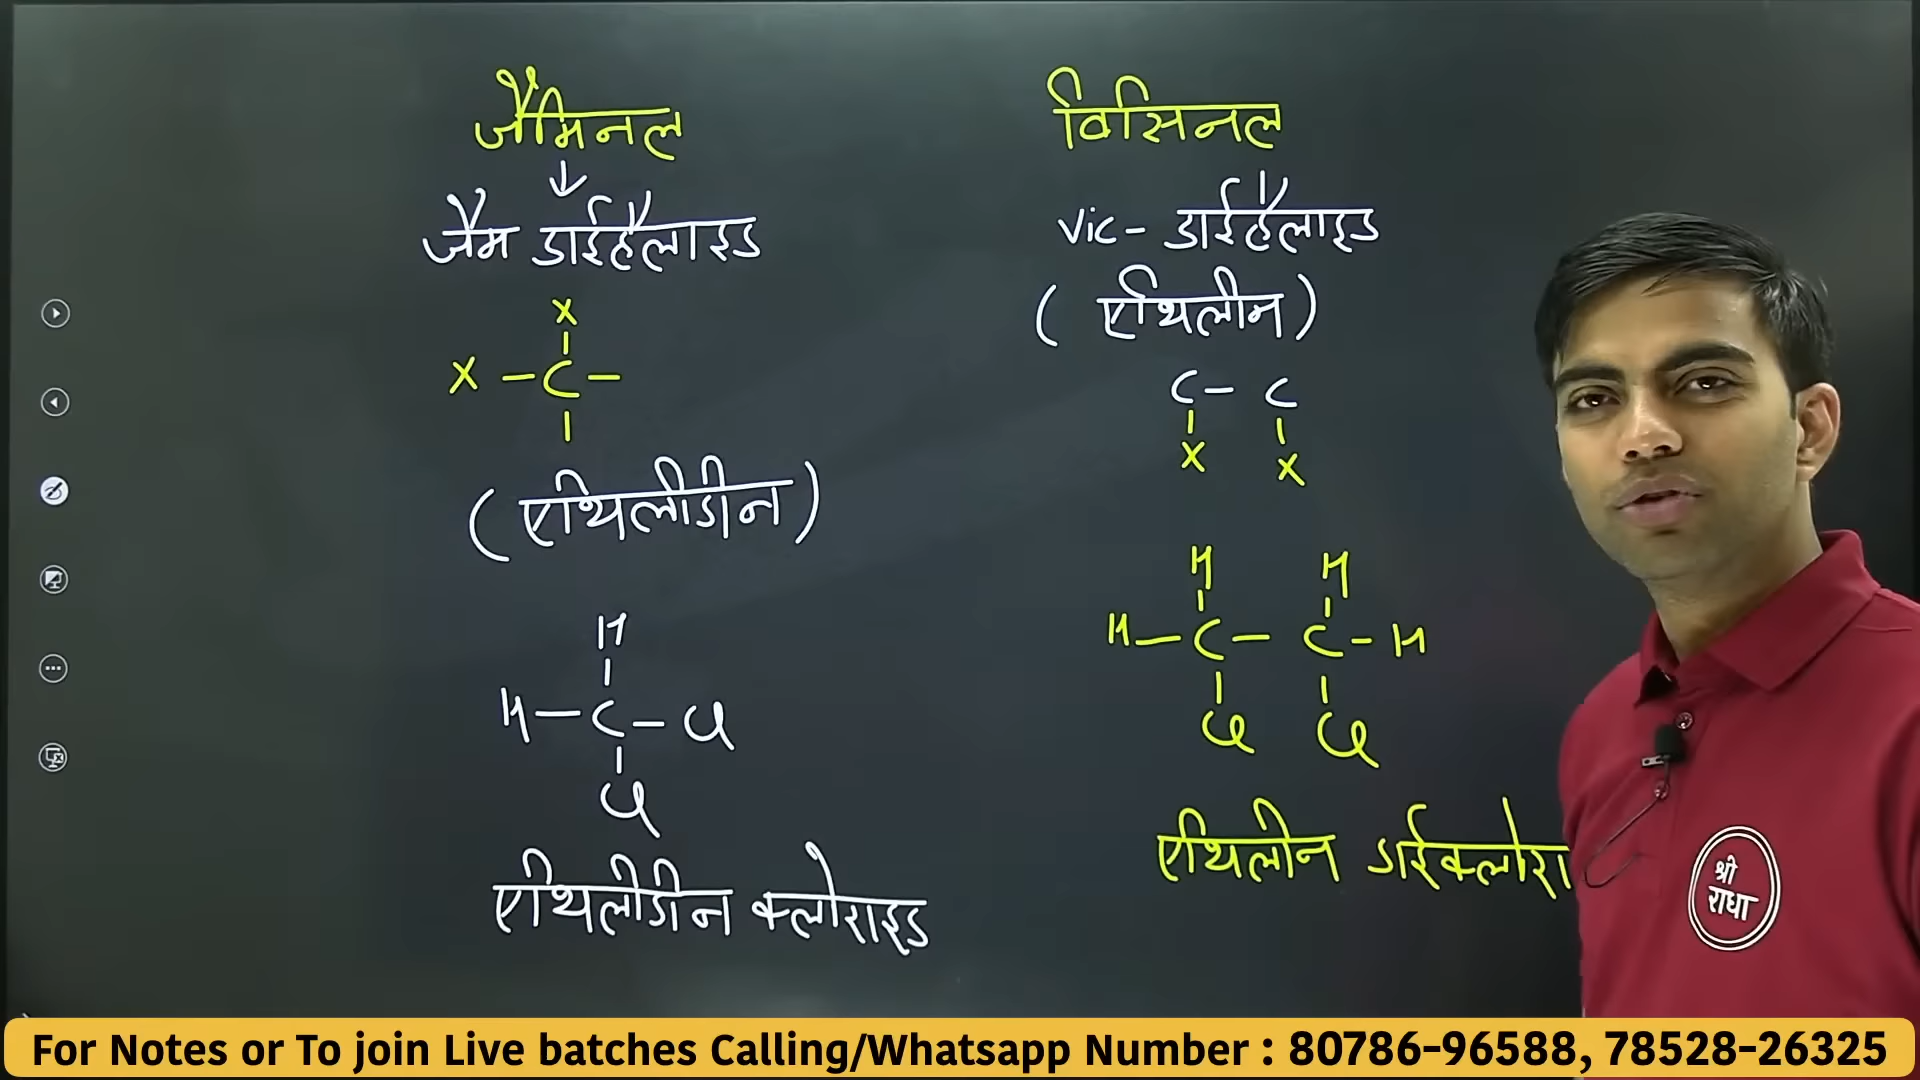 जैमिनल
↓
जैम डाईहैलाइड
X
|
X – C –
|
(एथिलीडीन)
H
|
H – C – Cl
|
Cl
एथिलीडीन क्लोराइड
विसिनल
Vic- डाईहैलाइड
(एथिलीन)
C – C
| |
X X
H H
| |
H – C – C – H
| |
Cl Cl
एथिलीन डाईक्लोरा
श्री
राधा
For Notes or To join Live batches Calling/Whatsapp Number : 80786-96588, 78528-26325